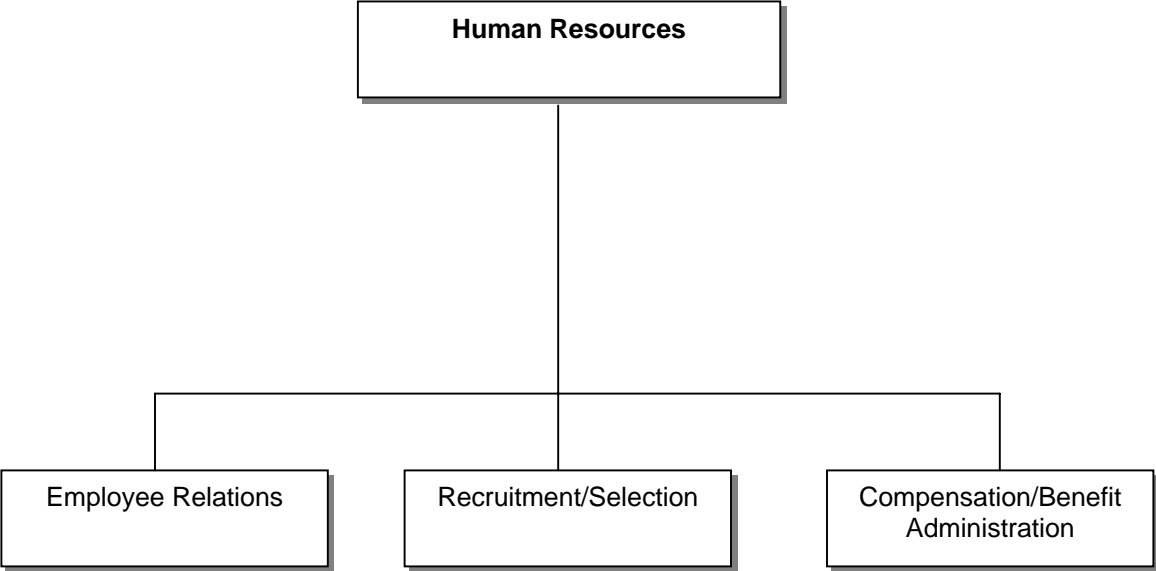 Human Resources
Employee Relations
Recruitment/Selection
Compensation/Benefit
Administration